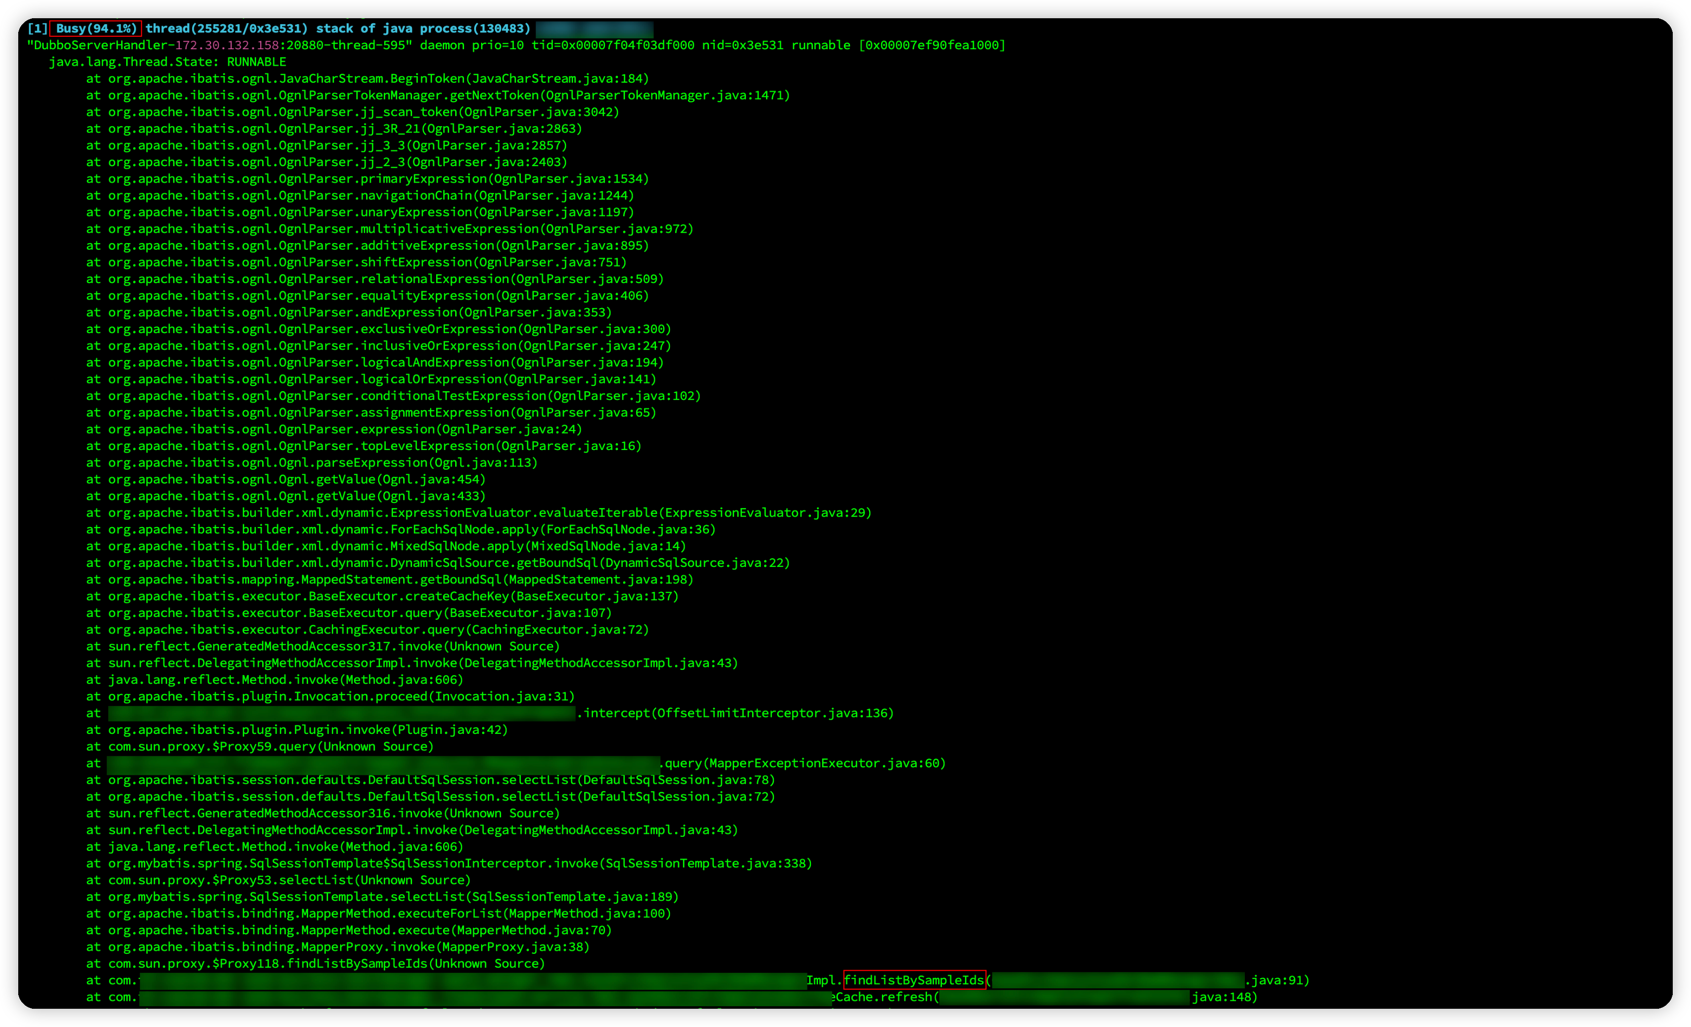 [1] Busy(94.1%) thread(255281/0x3e531) stack of java process(130483)
"DubboServerHandler-172.30.132.158:20880-thread-595" daemon prio=10 tid=0x00007f04f03df000 nid=0x3e531 runnable [0x00007ef90fea1000]
java.lang.Thread.State: RUNNABLE
at org.apache.ibatis.ognl.JavaCharStream.BeginToken(JavaCharStream.java:184)
at org.apache.ibatis.ognl.OgnlParserTokenManager.getNextToken(OgnlParserTokenManager.java:1471)
at org.apache.ibatis.ognl.OgnlParser.jj_scan_token(OgnlParser.java:3042)
at org.apache.ibatis.ognl.OgnlParser.jj_3R_21(OgnlParser.java:2863)
at org.apache.ibatis.ognl.OgnlParser.jj_3_3(OgnlParser.java:2857)
at org.apache.ibatis.ognl.OgnlParser.jj_2_3(OgnlParser.java:2403)
at org.apache.ibatis.ognl.OgnlParser.primaryExpression(OgnlParser.java:1534)
at org.apache.ibatis.ognl.OgnlParser.navigationChain(OgnlParser.java:1244)
at org.apache.ibatis.ognl.OgnlParser.unaryExpression(OgnlParser.java:1197)
at org.apache.ibatis.ognl.OgnlParser.multiplicativeExpression(OgnlParser.java:972)
at org.apache.ibatis.ognl.OgnlParser.additiveExpression(OgnlParser.java:895)
at org.apache.ibatis.ognl.OgnlParser.shiftExpression(OgnlParser.java:751)
at org.apache.ibatis.ognl.OgnlParser.relationalExpression(OgnlParser.java:509)
at org.apache.ibatis.ognl.OgnlParser.equalityExpression(OgnlParser.java:406)
at org.apache.ibatis.ognl.OgnlParser.andExpression(OgnlParser.java:353)
at org.apache.ibatis.ognl.OgnlParser.exclusiveOrExpression(OgnlParser.java:300)
at org.apache.ibatis.ognl.OgnlParser.inclusiveOrExpression(OgnlParser.java:247)
at org.apache.ibatis.ognl.OgnlParser.logicalAndExpression(OgnlParser.java:194)
at org.apache.ibatis.ognl.OgnlParser.logicalOrExpression(OgnlParser.java:141)
at org.apache.ibatis.ognl.OgnlParser.conditionalTestExpression(OgnlParser.java:102)
at org.apache.ibatis.ognl.OgnlParser.assignmentExpression(OgnlParser.java:65)
at org.apache.ibatis.ognl.OgnlParser.expression(OgnlParser.java:24)
at org.apache.ibatis.ognl.OgnlParser.topLevelExpression(OgnlParser.java:16)
at org.apache.ibatis.ognl.Ognl.parseExpression(Ognl.java:113)
at org.apache.ibatis.ognl.Ognl.getValue(Ognl.java:454)
at org.apache.ibatis.ognl.Ognl.getValue(Ognl.java:433)
at org.apache.ibatis.builder.xml.dynamic.ExpressionEvaluator.evaluateIterable(ExpressionEvaluator.java:29)
at org.apache.ibatis.builder.xml.dynamic.ForEachSqlNode.apply(ForEachSqlNode.java:36)
at org.apache.ibatis.builder.xml.dynamic.MixedSqlNode.apply(MixedSqlNode.java:14)
at org.apache.ibatis.builder.xml.dynamic.DynamicSqlSource.getBoundSql(DynamicSqlSource.java:22)
at org.apache.ibatis.mapping.MappedStatement.getBoundSql(MappedStatement.java:198)
at org.apache.ibatis.executor.BaseExecutor.createCacheKey(BaseExecutor.java:137)
at org.apache.ibatis.executor.BaseExecutor.query(BaseExecutor.java:107)
at org.apache.ibatis.executor.CachingExecutor.query(CachingExecutor.java:72)
at sun.reflect.GeneratedMethodAccessor317.invoke(Unknown Source)
at sun.reflect.DelegatingMethodAccessorImpl.invoke(DelegatingMethodAccessorImpl.java:43)
at java.lang.reflect.Method.invoke(Method.java:606)
at org.apache.ibatis.plugin.Invocation.proceed(Invocation.java:31)
at .intercept(OffsetLimitInterceptor.java:136)
at org.apache.ibatis.plugin.Plugin.invoke(Plugin.java:42)
at com.sun.proxy.$Proxy59.query(Unknown Source)
at .query(MapperExceptionExecutor.java:60)
at org.apache.ibatis.session.defaults.DefaultSqlSession.selectList(DefaultSqlSession.java:78)
at org.apache.ibatis.session.defaults.DefaultSqlSession.selectList(DefaultSqlSession.java:72)
at sun.reflect.GeneratedMethodAccessor316.invoke(Unknown Source)
at sun.reflect.DelegatingMethodAccessorImpl.invoke(DelegatingMethodAccessorImpl.java:43)
at java.lang.reflect.Method.invoke(Method.java:606)
at org.mybatis.spring.SqlSessionTemplate$SqlSessionInterceptor.invoke(SqlSessionTemplate.java:338)
at com.sun.proxy.$Proxy53.selectList(Unknown Source)
at org.mybatis.spring.SqlSessionTemplate.selectList(SqlSessionTemplate.java:189)
at org.apache.ibatis.binding.MapperMethod.executeForList(MapperMethod.java:100)
at org.apache.ibatis.binding.MapperMethod.execute(MapperMethod.java:70)
at org.apache.ibatis.binding.MapperProxy.invoke(MapperProxy.java:38)
at com.sun.proxy.$Proxy118.findListBySampleIds(Unknown Source)
at com. Impl.findListBySampleIds( .java:91)
at com. eCache.refresh( java:148)